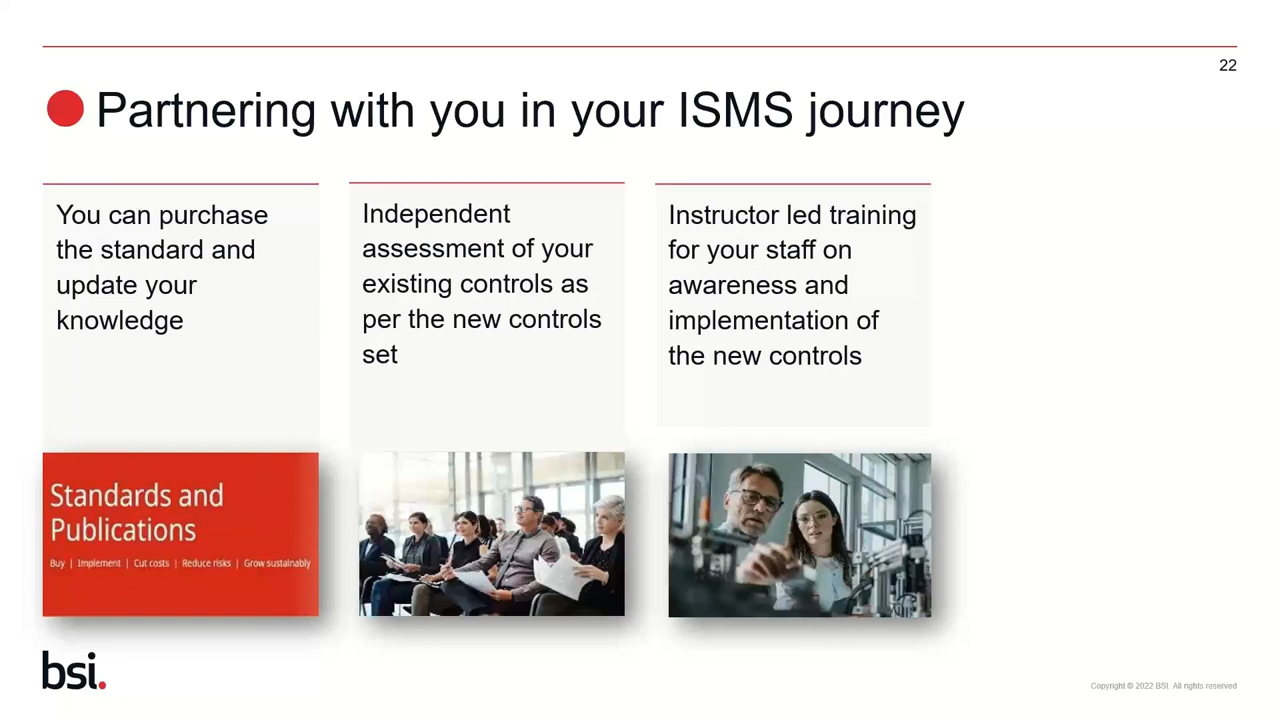 22
Partnering with you in your ISMS journey
You can purchase
the standard and
update your
knowledge
Independent
assessment of your
existing controls as
per the new controls
set
Instructor led training
for your staff on
awareness and
implementation of
the new controls
Standards and
Publications
Buy | Implement | Cut costs | Reduce risks | Grow sustainably
bsi.
Copyright © 2022 BSI. All rights reserved